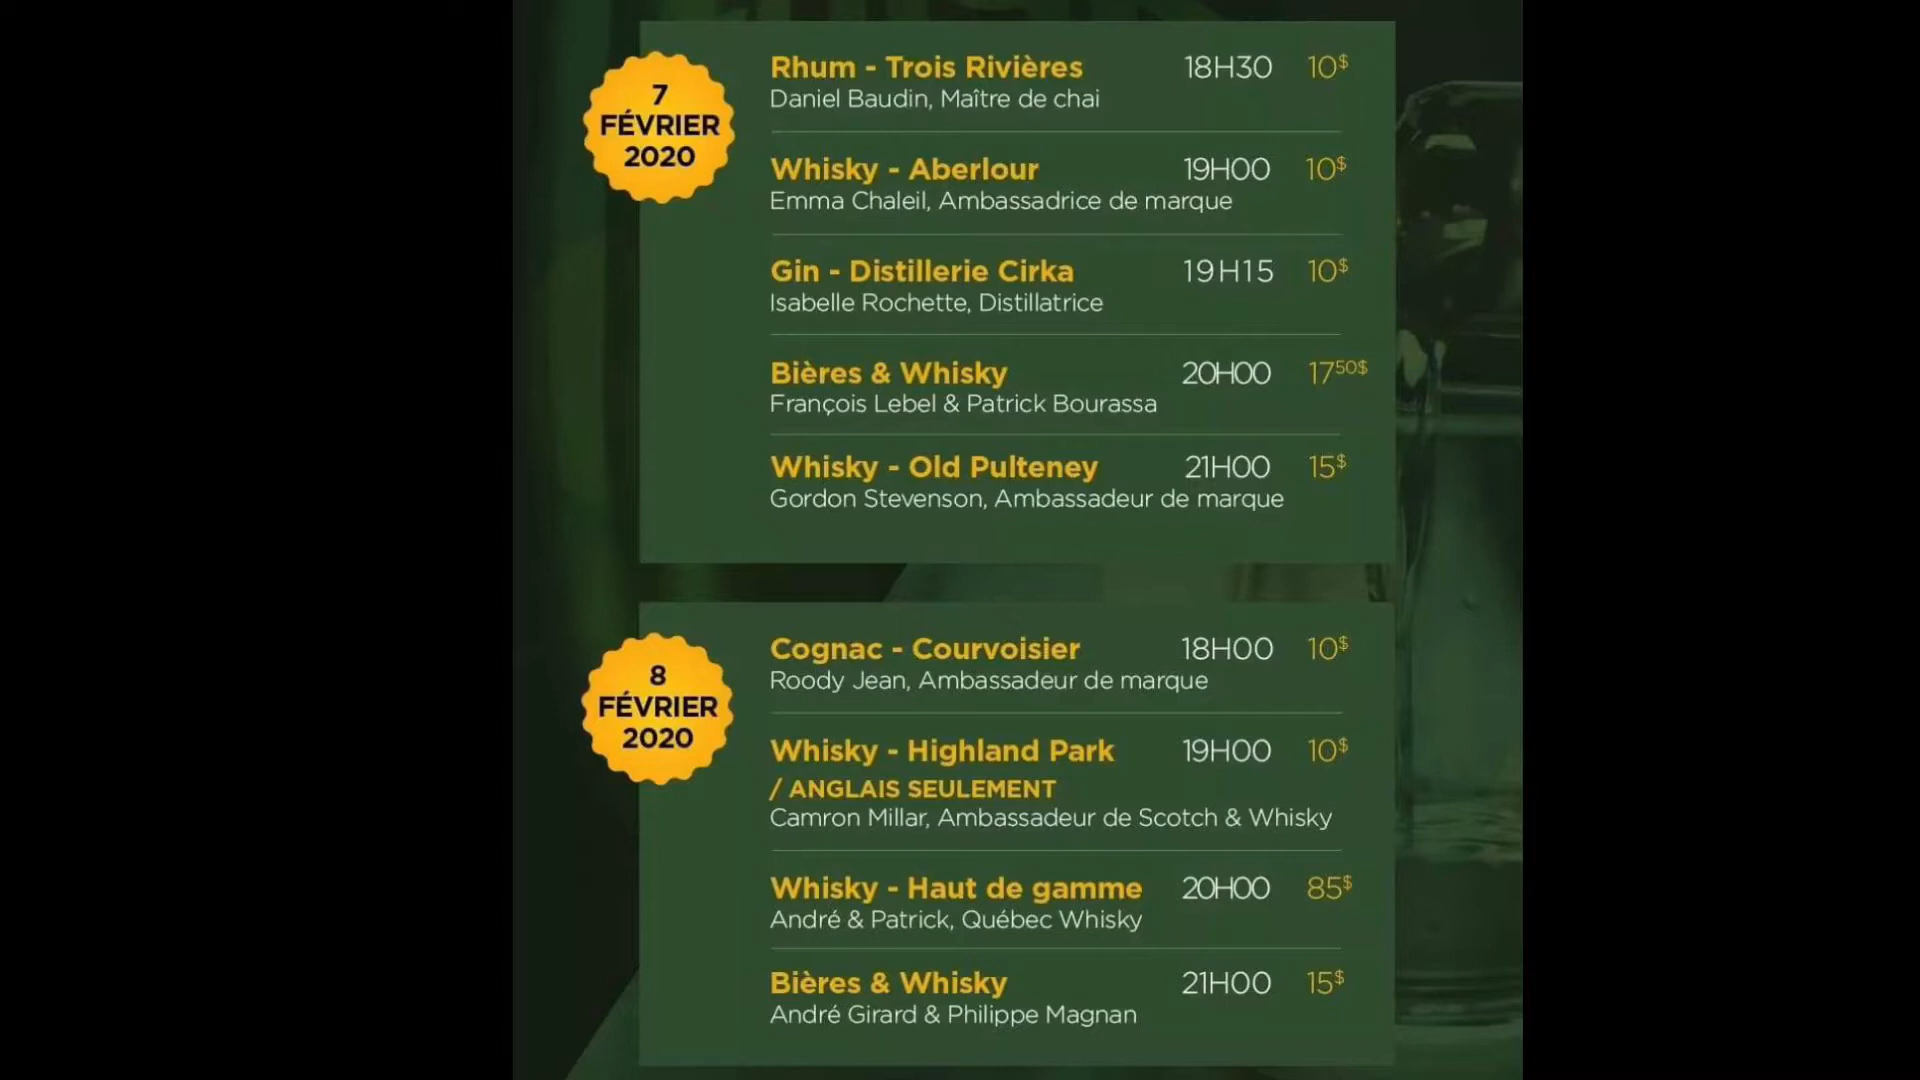 7
FÉVRIER
2020
Rhum - Trois Rivières 18H30 10$
Daniel Baudin, Maître de chai
Whisky - Aberlour 19H00 10$
Emma Chaleil, Ambassadrice de marque
Gin - Distillerie Cirka 19H15 10$
Isabelle Rochette, Distillatrice
Bières & Whisky 20H00 1750$
François Lebel & Patrick Bourassa
Whisky - Old Pulteney 21H00 15$
Gordon Stevenson, Ambassadeur de marque
8
FÉVRIER
2020
Cognac - Courvoisier 18H00 10$
Roody Jean, Ambassadeur de marque
Whisky - Highland Park 19H00 10$
/ ANGLAIS SEULEMENT
Camron Millar, Ambassadeur de Scotch & Whisky
Whisky - Haut de gamme 20H00 85$
André & Patrick, Québec Whisky
Bières & Whisky 21H00 15$
André Girard & Philippe Magnan